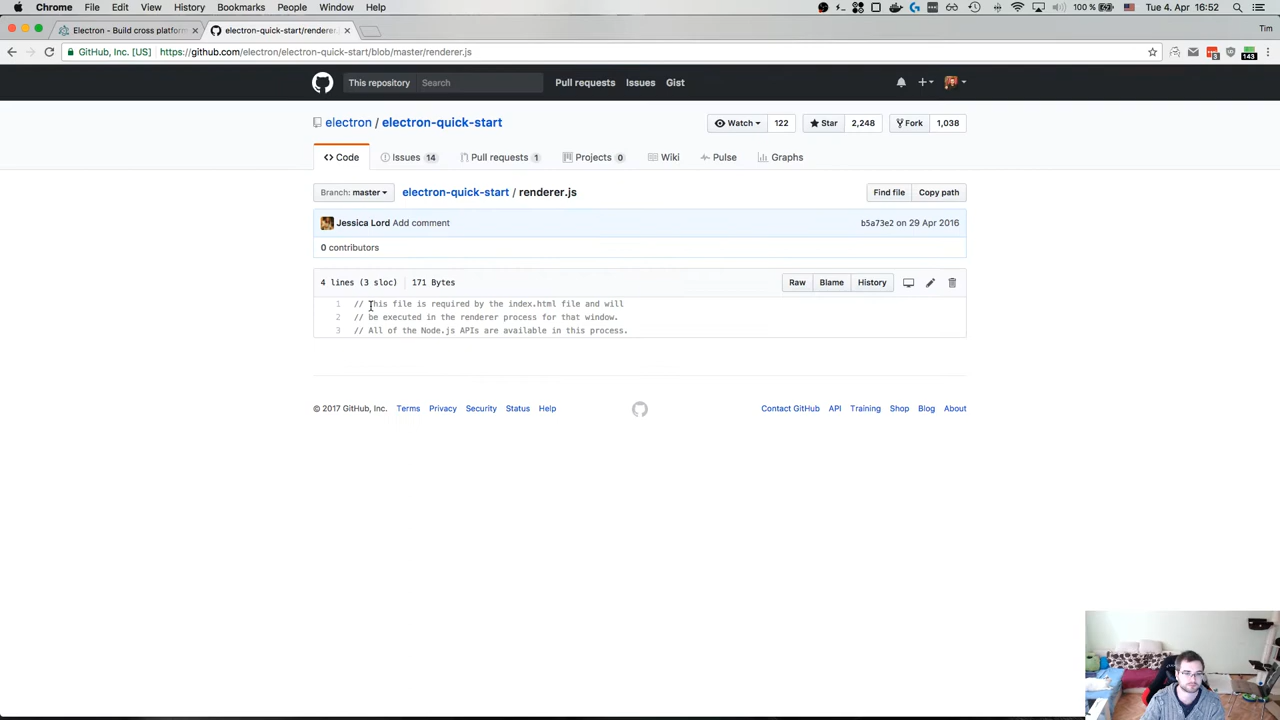 Chrome File Edit View History Bookmarks People Window Help 100 % Tue 4. Apr 16:52
Electron - Build cross platform electron-quick-start/renderer. Tim
GitHub, Inc. [US] https://github.com/electron/electron-quick-start/blob/master/renderer.js 3 143
This repository Search Pull requests Issues Gist
electron / electron-quick-start Watch 122 Star 2,248 Fork 1,038
Code Issues 14 Pull requests 1 Projects 0 Wiki Pulse Graphs
Branch: master electron-quick-start / renderer.js Find file Copy path
Jessica Lord Add comment b5a73e2 on 29 Apr 2016
0 contributors
4 lines (3 sloc) 171 Bytes Raw Blame History
1 // This file is required by the index.html file and will
2 // be executed in the renderer process for that window.
3 // All of the Node.js APIs are available in this process.
© 2017 GitHub, Inc. Terms Privacy Security Status Help Contact GitHub API Training Shop Blog About